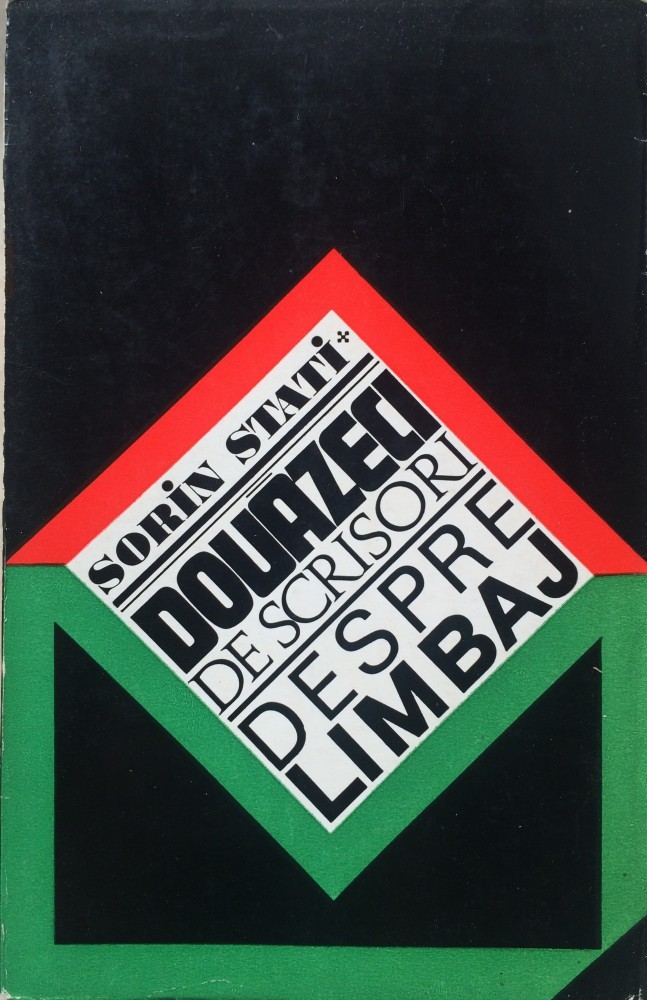 SORIN STATI
DOUĂZECI
DE SCRISORI
DESPRE
LIMBAJ